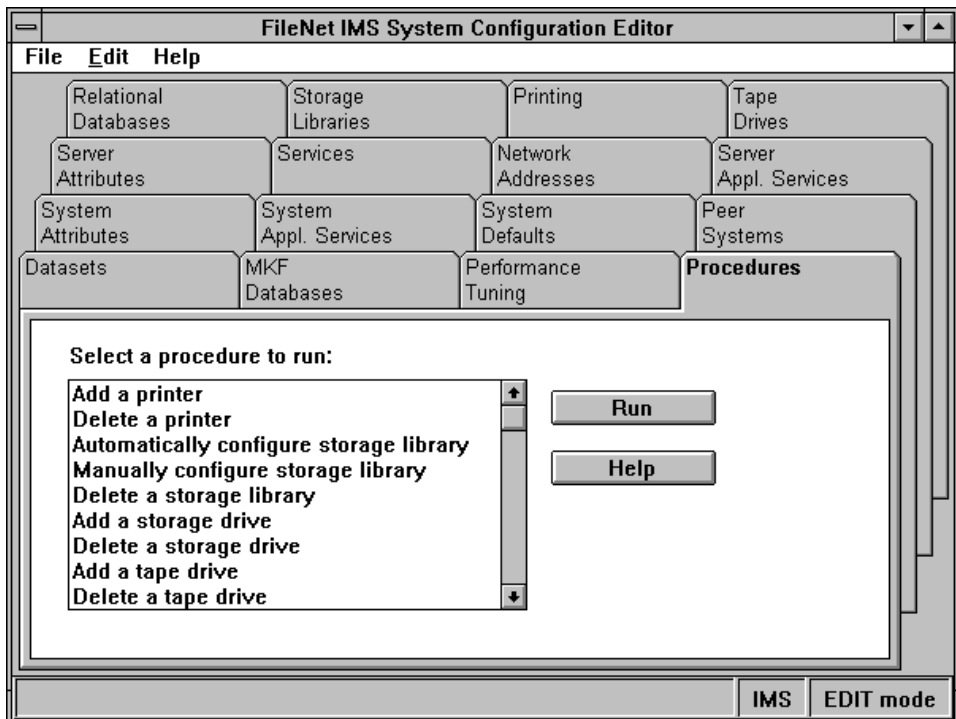 FileNet IMS System Configuration Editor
File Edit Help
Relational
Databases
Storage
Libraries
Printing
Tape
Drives
Server
Attributes
Services
Network
Addresses
Server
Appl. Services
System
Attributes
System
Appl. Services
System
Defaults
Peer
Systems
Datasets
MKF
Databases
Performance
Tuning
Procedures
Select a procedure to run:
Add a printer
Delete a printer
Automatically configure storage library
Manually configure storage library
Delete a storage library
Add a storage drive
Delete a storage drive
Add a tape drive
Delete a tape drive
Run
Help
IMS
EDIT mode